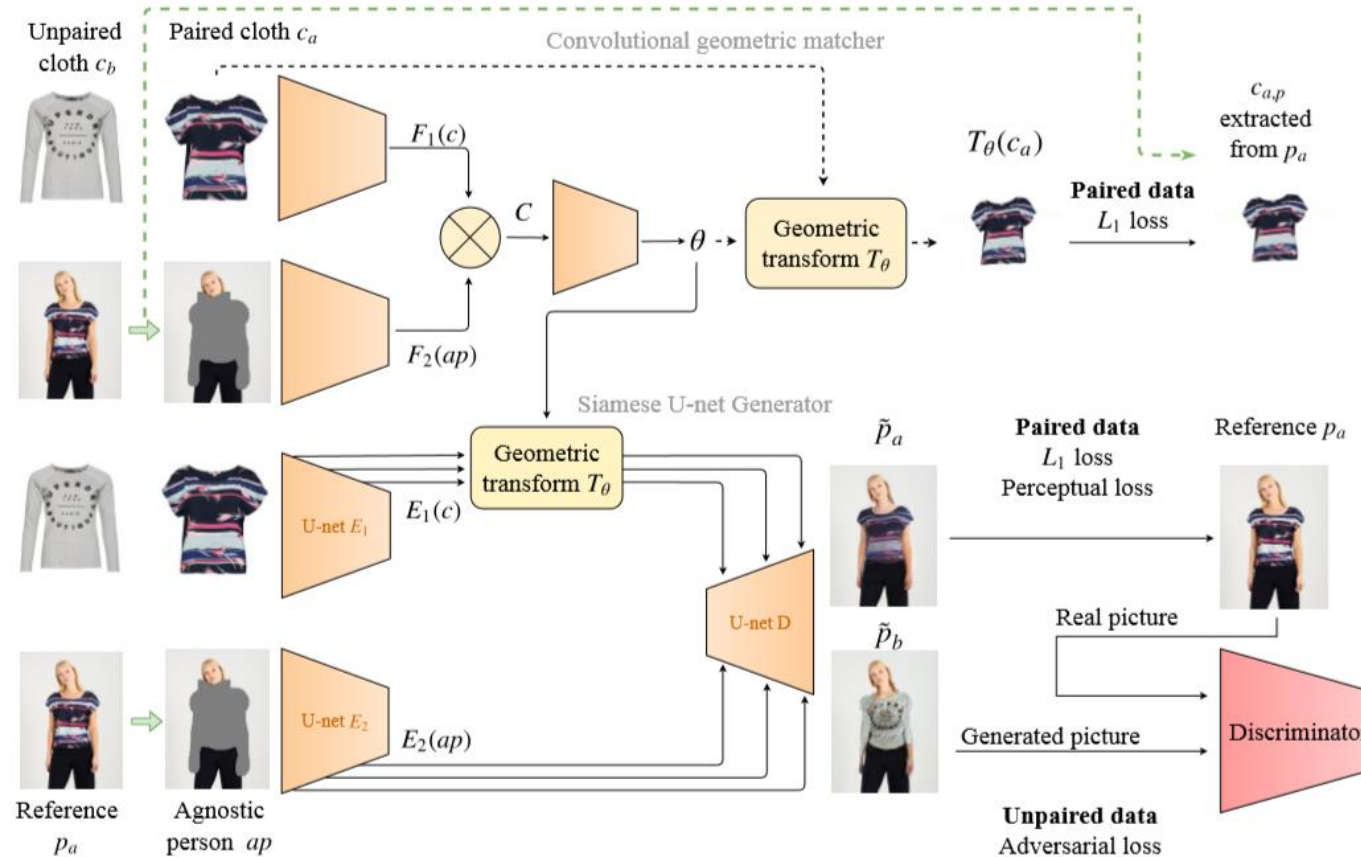 Unpaired
cloth c_b
Paired cloth c_a
Convolutional geometric matcher
F_1(c)
F_2(ap)
C
θ
Geometric
transform T_θ
T_θ(c_a)
Paired data
L_1 loss
c_{a,p}
extracted
from p_a
Siamese U-net Generator
U-net E_1
E_1(c)
Geometric
transform T_θ
U-net E_2
E_2(ap)
U-net D
p̃_a
p̃_b
Paired data
L_1 loss
Perceptual loss
Reference p_a
Real picture
Generated picture
Discriminator
Unpaired data
Adversarial loss
Reference
p_a
Agnostic
person ap